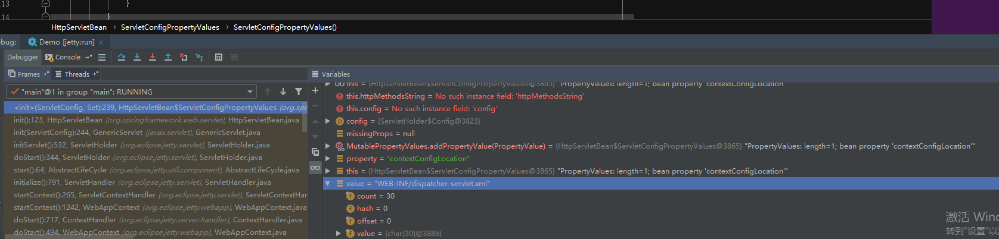 13
}
14
}
HttpServletBean › ServletConfigPropertyValues › ServletConfigPropertyValues()
ebug: Demo [jetty:run] ×
Debugger Console
Frames Threads
Variables
"main"@1 in group "main": RUNNING
<init>(ServletConfig, Set):239, HttpServletBean$ServletConfigPropertyValues (org.spr
init():123, HttpServletBean (org.springframework.web.servlet), HttpServletBean.java
init(ServletConfig):244, GenericServlet (javax.servlet), GenericServlet.java
initServlet():532, ServletHolder (org.eclipse.jetty.servlet), ServletHolder.java
doStart():344, ServletHolder (org.eclipse.jetty.servlet), ServletHolder.java
start():64, AbstractLifeCycle (org.eclipse.jetty.util.component), AbstractLifeCycle.java
initialize():791, ServletHandler (org.eclipse.jetty.servlet), ServletHandler.java
startContext():265, ServletContextHandler (org.eclipse.jetty.servlet), ServletContextHan
startContext():1242, WebAppContext (org.eclipse.jetty.webapp), WebAppContext.java
doStart():717, ContextHandler (org.eclipse.jetty.server.handler), ContextHandler.java
doStart():494, WebAppContext (org.eclipse.jetty.webapp), WebAppContext.java
this = {HttpServletBean$ServletConfigPropertyValues@3865} "PropertyValues: length=1; bean property 'contextConfigLocation'
this.httpMethodsString = No such instance field: 'httpMethodsString'
this.config = No such instance field: 'config'
config = {ServletHolder$Config@3823}
missingProps = null
MutablePropertyValues.addPropertyValue(PropertyValue) = {HttpServletBean$ServletConfigPropertyValues@3865} "PropertyValues: length=1; bean property 'contextConfigLocation'"
property = "contextConfigLocation"
this = {HttpServletBean$ServletConfigPropertyValues@3865} "PropertyValues: length=1; bean property 'contextConfigLocation'"
value = "WEB-INF/dispatcher-servlet.xml"
count = 30
hash = 0
offset = 0
value = {char[30]@3886}
激活 Wind
转到"设置"以